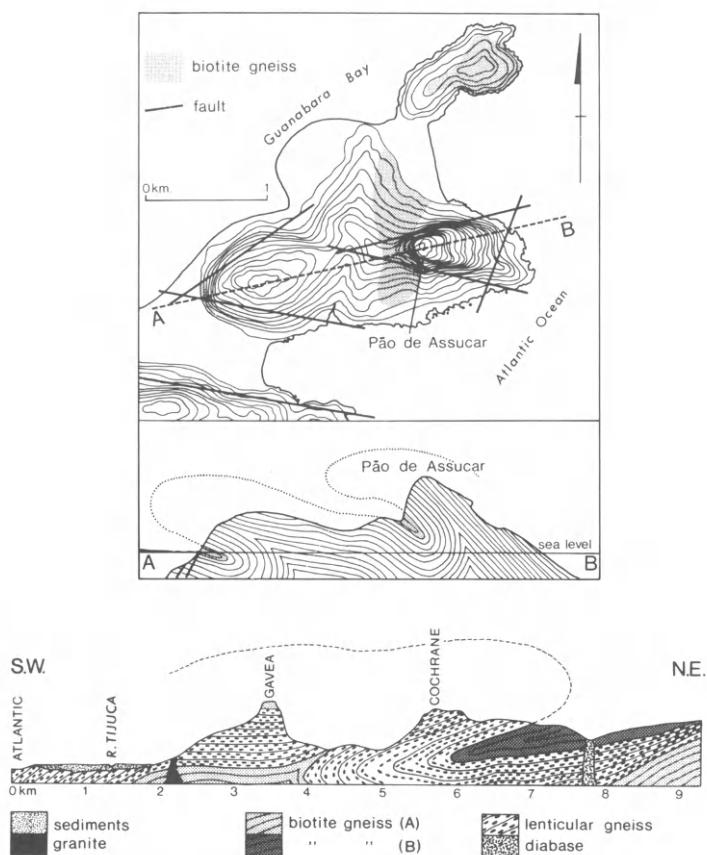 biotite gneiss
fault
Guanabara Bay
0 km. 1
A
B
Pão de Assucar
Atlantic Ocean
Pão de Assucar
sea level
A
B
S.W.
N.E.
ATLANTIC
R. TIJUCA
GAVEA
COCHRANE
0 km 1 2 3 4 5 6 7 8 9
sediments
granite
biotite gneiss (A)
" " (B)
lenticular gneiss
diabase